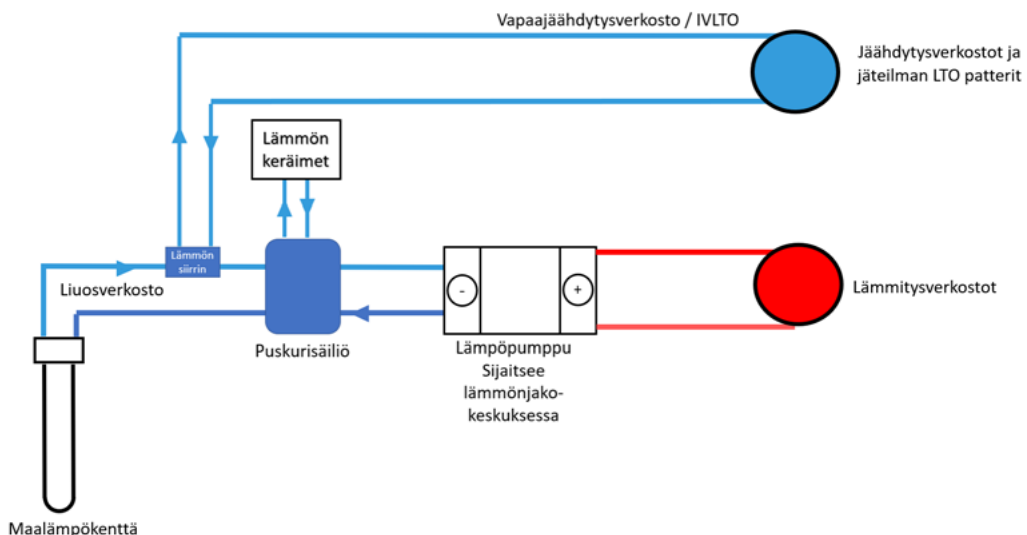 Vapaajäähdytysverkosto / IVLTO
Jäähdytysverkostot ja
jäteilman LTO patterit
Lämmön
keräimet
Lämmön
siirrin
Liuosverkosto
-
+
Lämmitysverkostot
Puskurisäiliö
Lämpöpumppu
Sijaitsee
lämmönjako-
keskuksessa
Maalämpökenttä